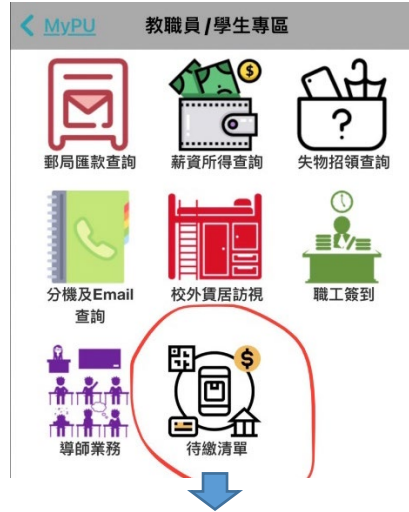 MyPU 教職員/學生專區
郵局匯款查詢 薪資所得查詢 失物招領查詢
分機及Email 校外賃居訪視 職工簽到
查詢
導師業務 待繳清單